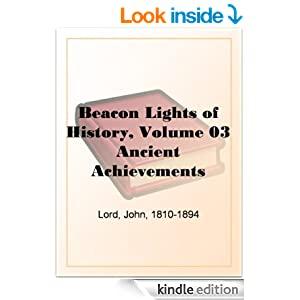 Look inside
Beacon Lights of
History, Volume 03
Ancient
Achievements
Lord, John, 1810-1894
kindle edition